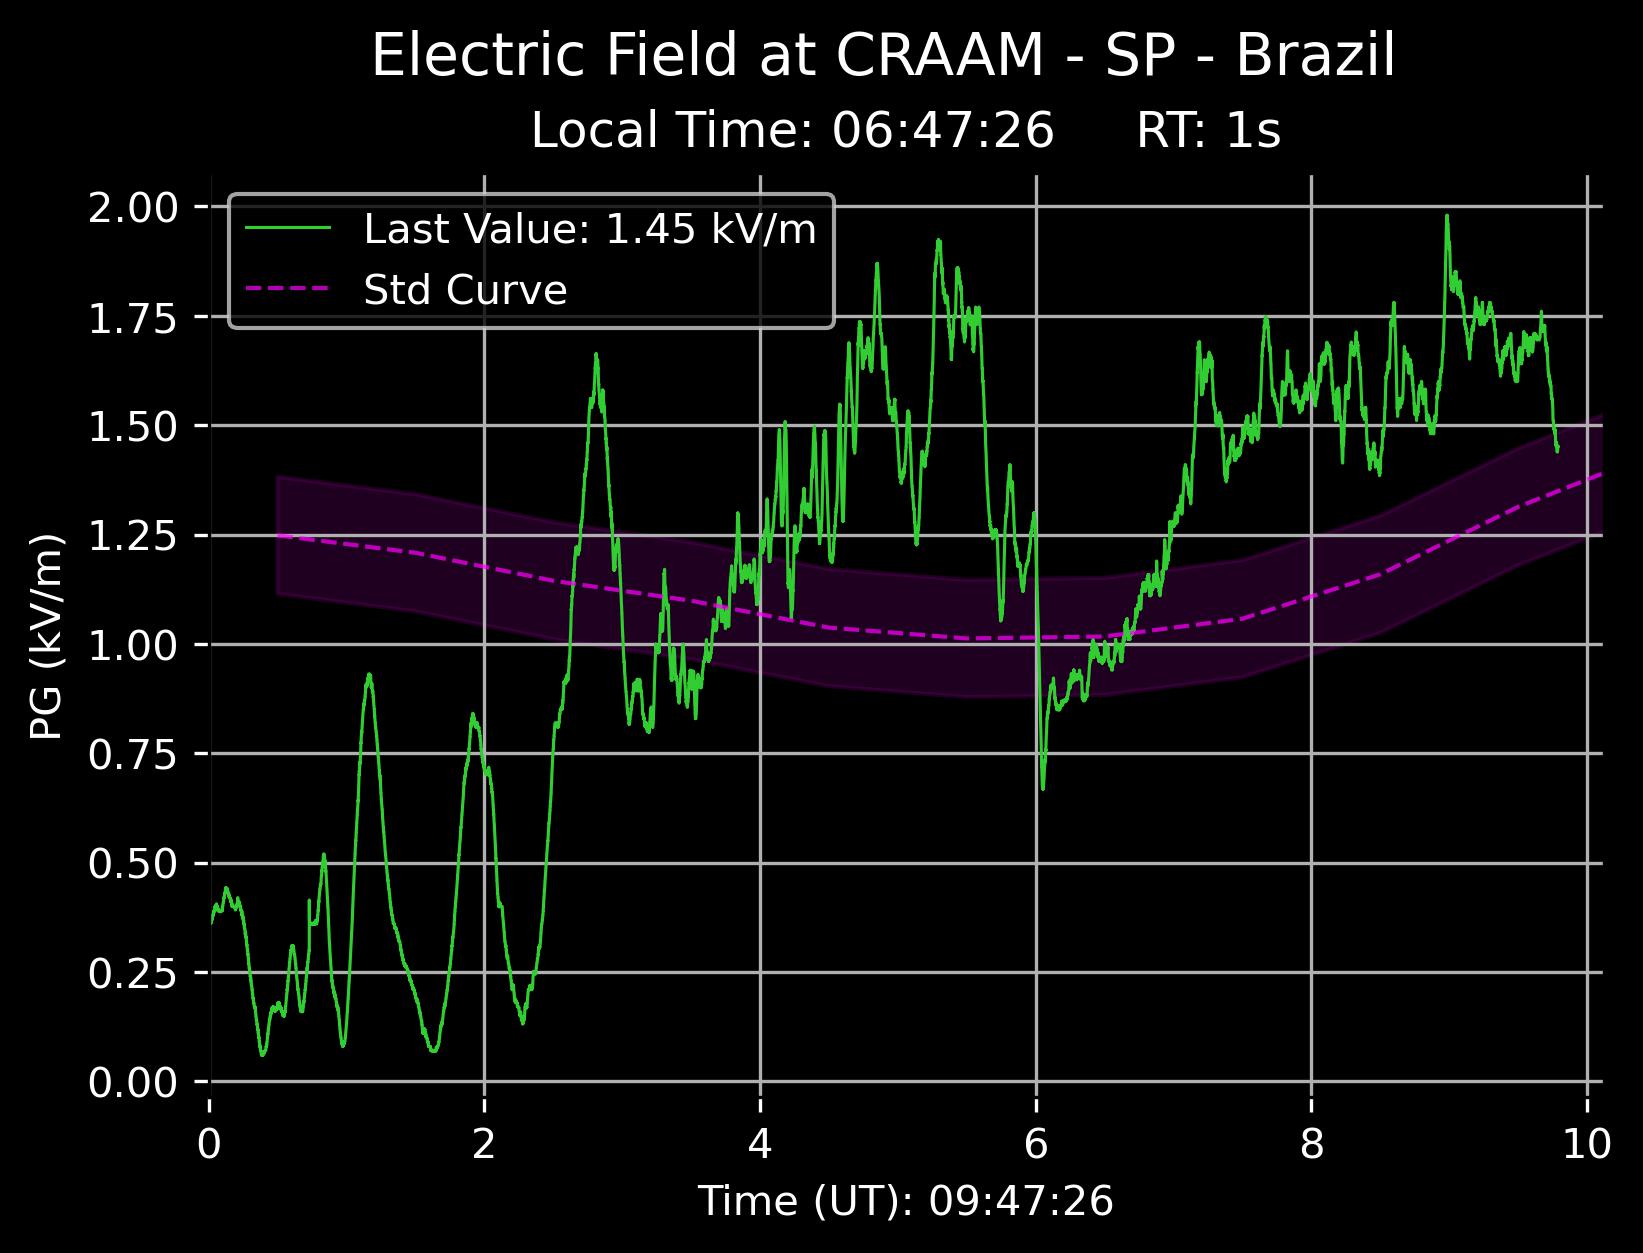 Electric Field at CRAAM - SP - Brazil
Local Time: 06:47:26 RT: 1s
Last Value: 1.45 kV/m
Std Curve
PG (kV/m)
2.00
1.75
1.50
1.25
1.00
0.75
0.50
0.25
0.00
0 2 4 6 8 10
Time (UT): 09:47:26